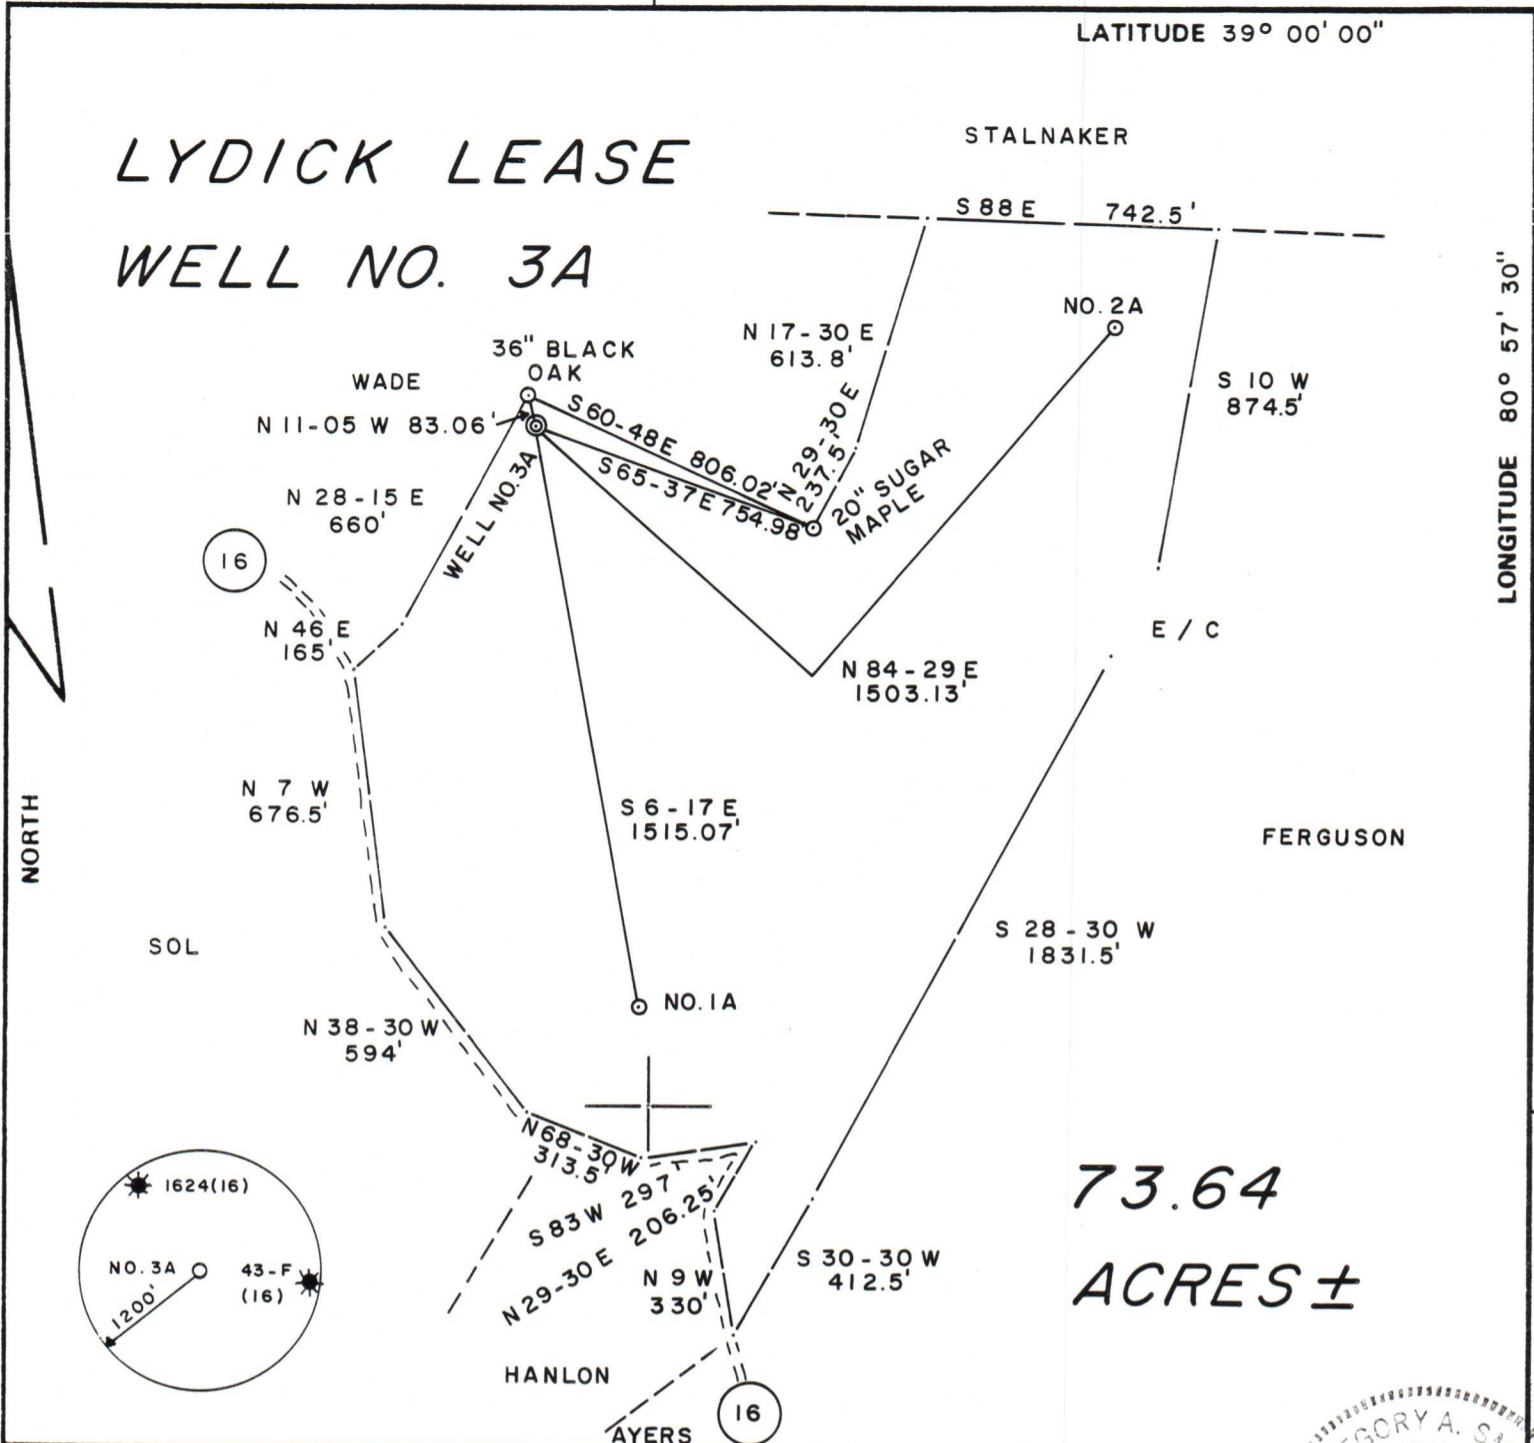 LATITUDE 39° 00' 00"
LYDICK LEASE
WELL NO. 3A
STALNAKER
S 88 E 742.5'
LONGITUDE 80° 57' 30"
NO. 2A
N 17-30 E
613.8'
36" BLACK
OAK
WADE
N 11-05 W 83.06'
S 10 W
874.5'
S 60-48 E 806.02'
S 65-37 E 754.98'
N 29-30 E
237.5'
20" SUGAR
MAPLE
N 28-15 E
660'
WELL NO. 3A
16
N 46 E
165'
E / C
N 84-29 E
1503.13'
N 7 W
676.5'
S 6-17 E
1515.07'
NORTH
FERGUSON
SOL
S 28-30 W
1831.5'
NO. 1A
N 38-30 W
594'
N 68-30 W
313.5'
S 83 W 297'
N 29-30 E 206.25'
1624(16)
NO. 3A
43-F
(16)
1200'
N 9 W
330'
S 30-30 W
412.5'
73.64
ACRES ±
HANLON
16
AYERS
GORY A. S